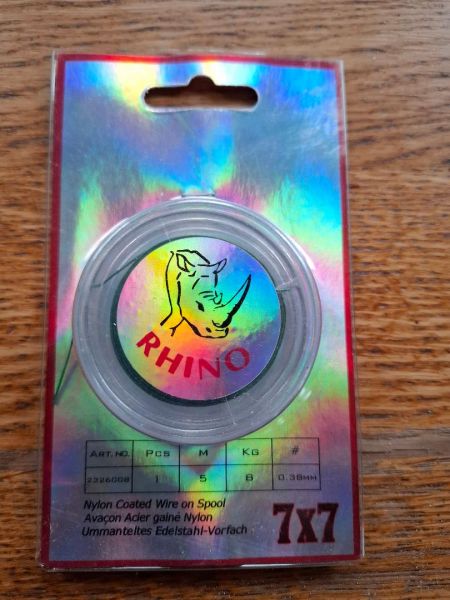 RHINO
ART. NO. PCS M KG #
2326008 1 5 8 0.38MM
Nylon Coated Wire on Spool
Avaçon Acier gainé Nylon
Ummanteltes Edelstahl-Vorfach
7x7